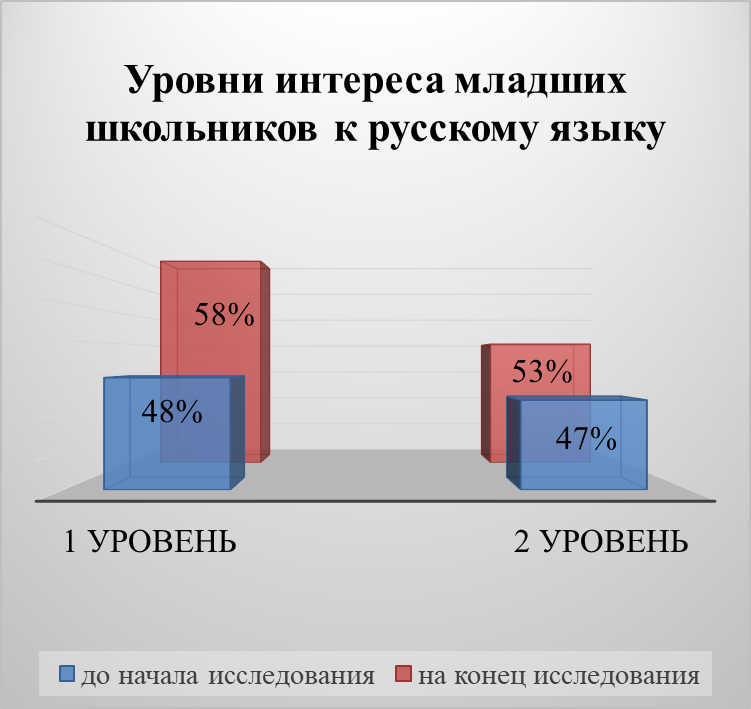 Уровни интереса младших
школьников к русскому языку
58%
53%
48%
47%
1 УРОВЕНЬ
2 УРОВЕНЬ
до начала исследования
на конец исследования